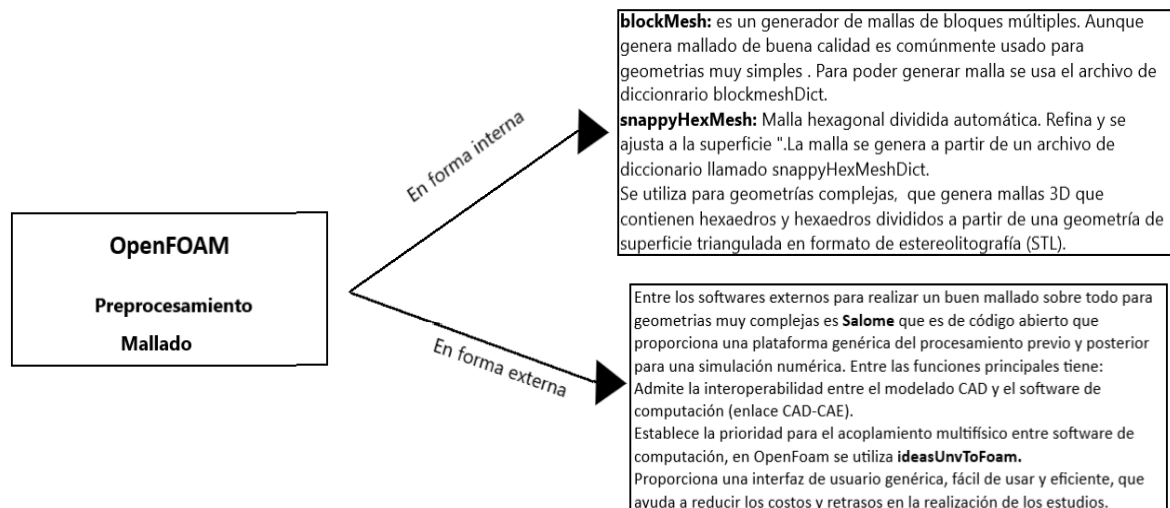 OpenFOAM
Preprocesamiento
Mallado
En forma interna
blockMesh: es un generador de mallas de bloques múltiples. Aunque
genera mallado de buena calidad es comúnmente usado para
geometrias muy simples . Para poder generar malla se usa el archivo de
diccionrario blockmeshDict.
snappyHexMesh: Malla hexagonal dividida automática. Refina y se
ajusta a la superficie ".La malla se genera a partir de un archivo de
diccionario llamado snappyHexMeshDict.
Se utiliza para geometrías complejas, que genera mallas 3D que
contienen hexaedros y hexaedros divididos a partir de una geometría de
superficie triangulada en formato de estereolitografía (STL).
En forma externa
Entre los softwares externos para realizar un buen mallado sobre todo para
geometrias muy complejas es Salome que es de código abierto que
proporciona una plataforma genérica del procesamiento previo y posterior
para una simulación numérica. Entre las funciones principales tiene:
Admite la interoperabilidad entre el modelado CAD y el software de
computación (enlace CAD-CAE).
Establece la prioridad para el acoplamiento multifísico entre software de
computación, en OpenFoam se utiliza ideasUnvToFoam.
Proporciona una interfaz de usuario genérica, fácil de usar y eficiente, que
ayuda a reducir los costos y retrasos en la realización de los estudios.